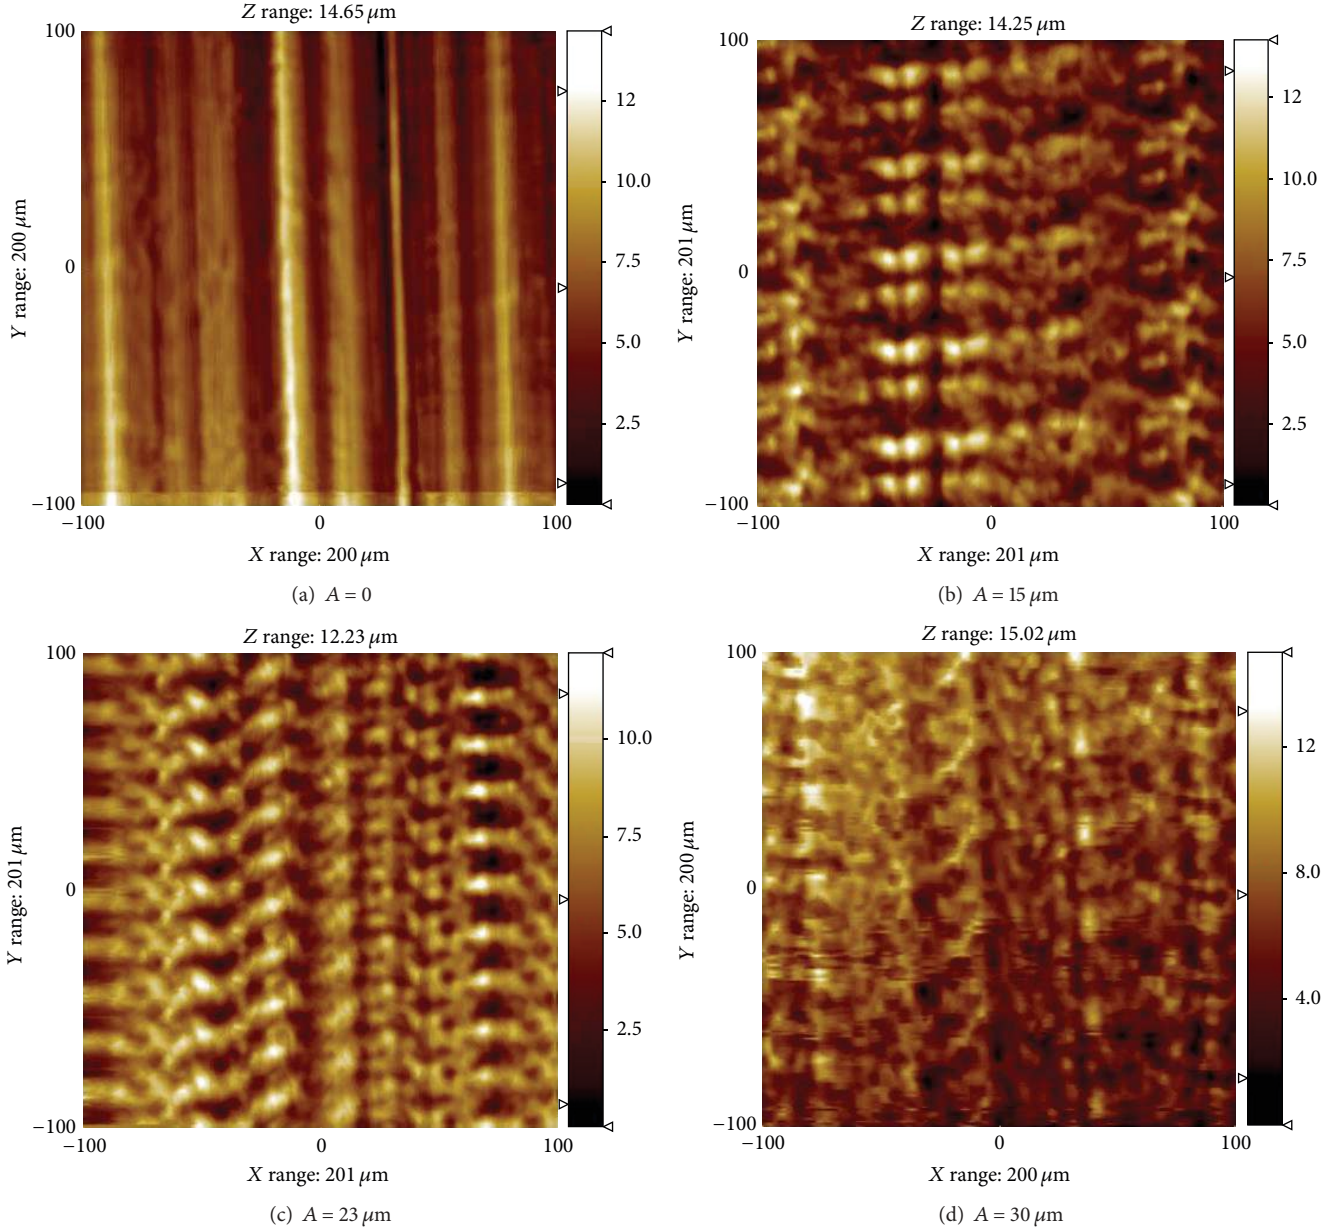 Z range: 14.65 μm
100
0
−100
Y range: 200 μm
12
10.0
7.5
5.0
2.5
−100 0 100
X range: 200 μm
(a) A = 0
Z range: 14.25 μm
100
0
−100
Y range: 201 μm
12
10.0
7.5
5.0
2.5
−100 0 100
X range: 201 μm
(b) A = 15 μm
Z range: 12.23 μm
100
0
−100
Y range: 201 μm
10.0
7.5
5.0
2.5
−100 0 100
X range: 201 μm
(c) A = 23 μm
Z range: 15.02 μm
100
0
−100
Y range: 200 μm
12
8.0
4.0
−100 0 100
X range: 200 μm
(d) A = 30 μm